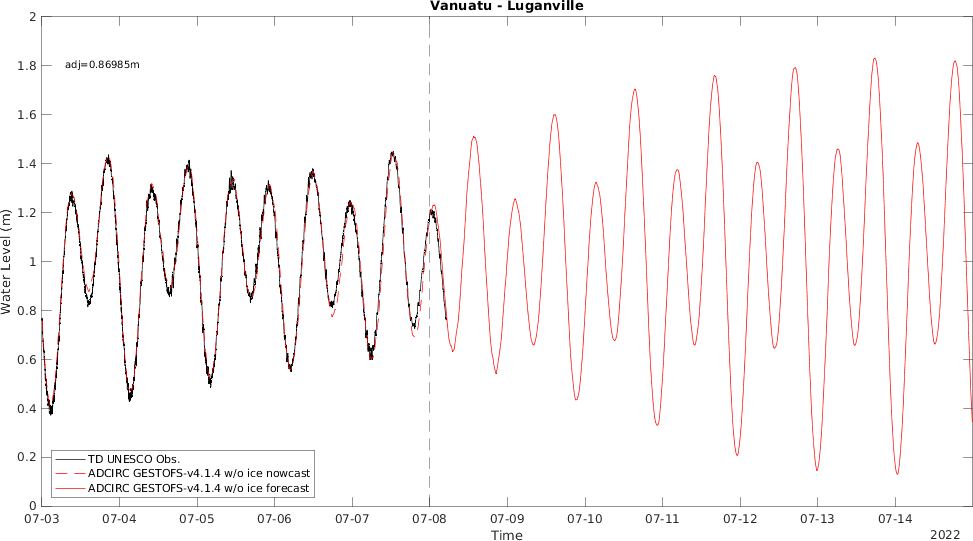 Vanuatu - Luganville
adj=0.86985m
2
1.8
1.6
1.4
1.2
1
0.8
0.6
0.4
0.2
0
Water Level (m)
TD UNESCO Obs.
ADCIRC GESTOFS-v4.1.4 w/o ice nowcast
ADCIRC GESTOFS-v4.1.4 w/o ice forecast
07-03 07-04 07-05 07-06 07-07 07-08 07-09 07-10 07-11 07-12 07-13 07-14
Time
2022